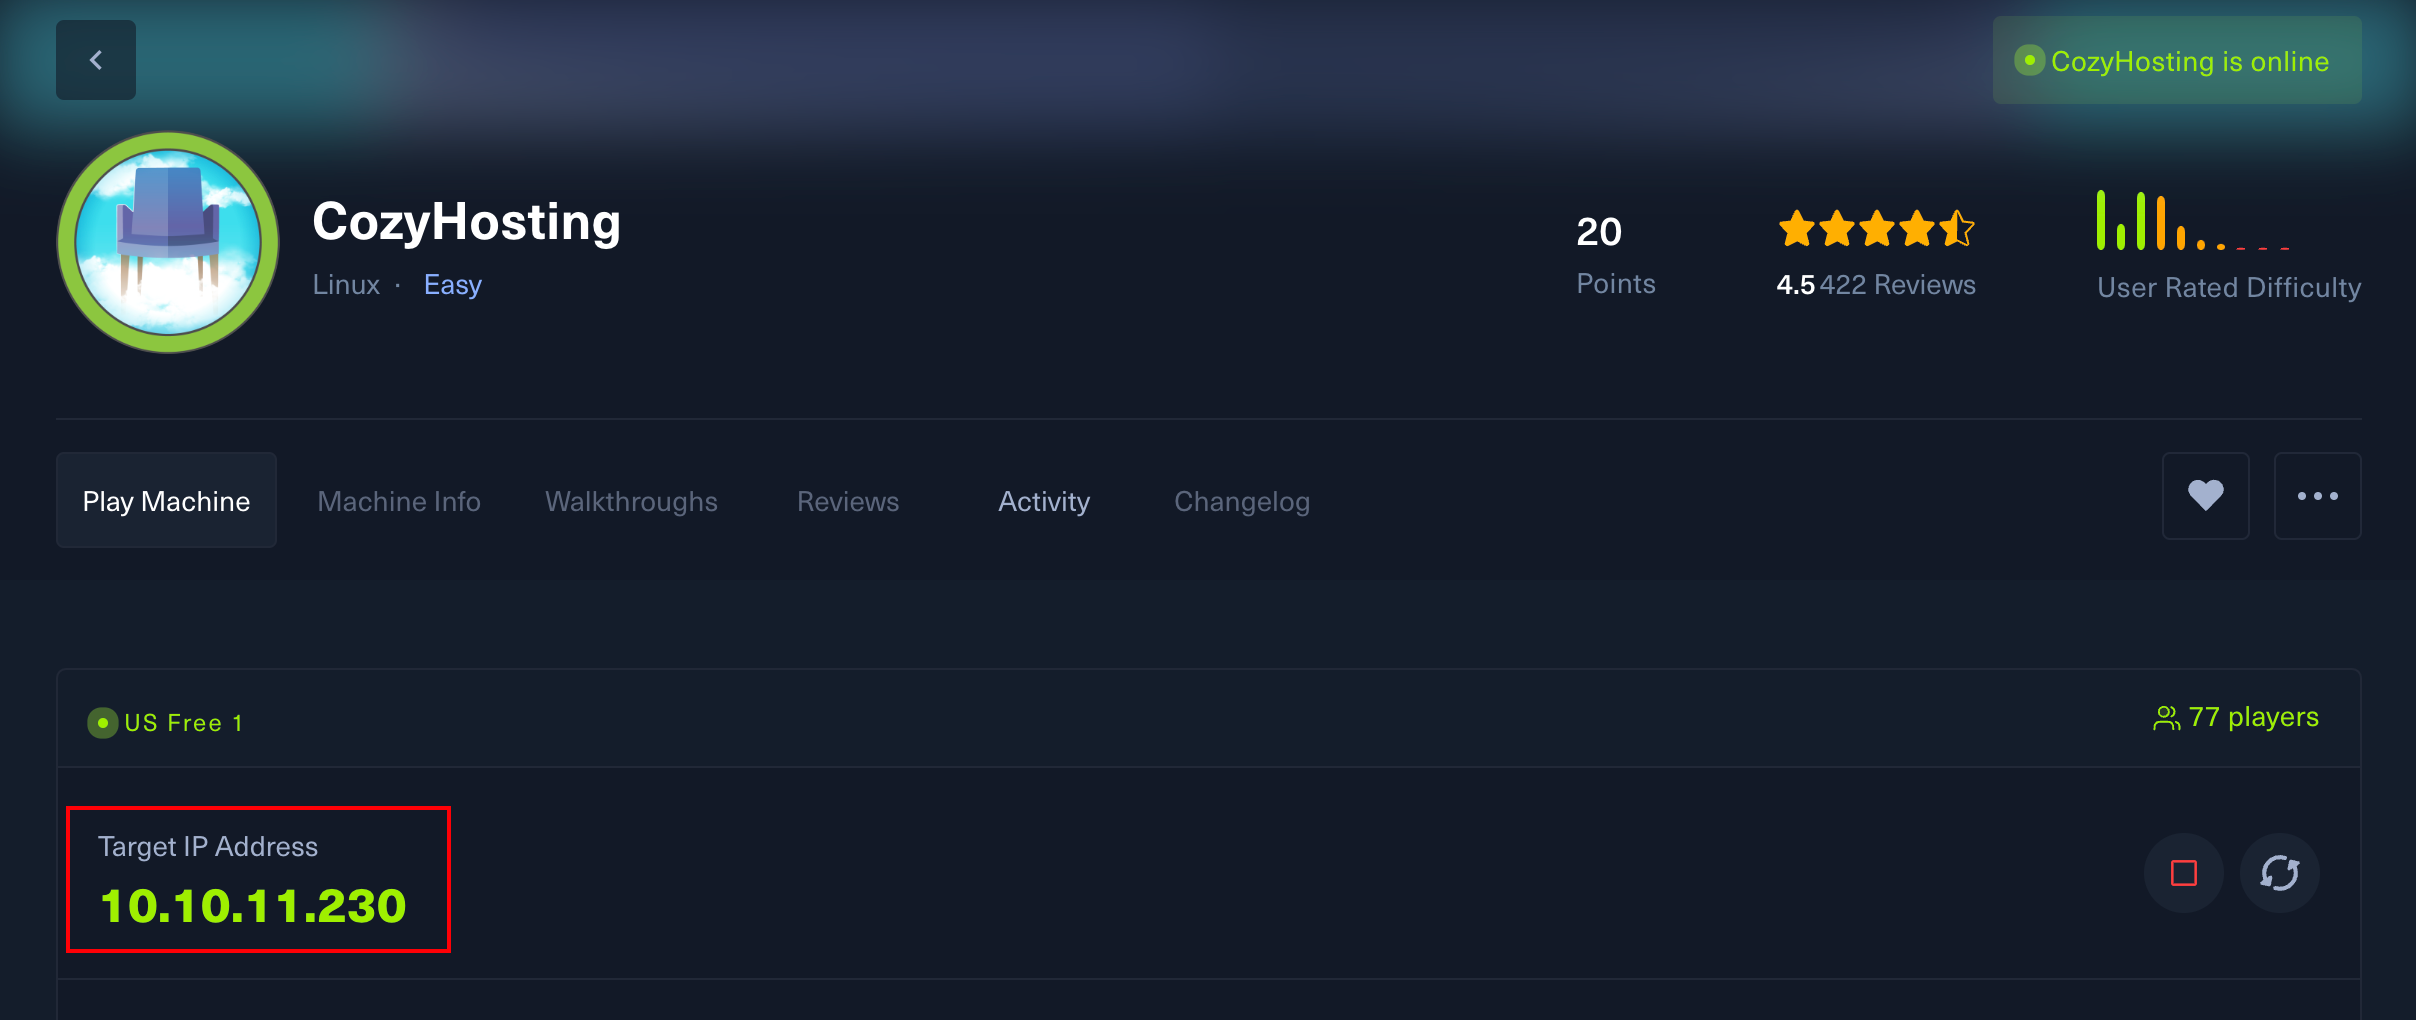 CozyHosting is online
CozyHosting
Linux · Easy
20
Points
4.5 422 Reviews
User Rated Difficulty
Play Machine
Machine Info
Walkthroughs
Reviews
Activity
Changelog
US Free 1
77 players
Target IP Address
10.10.11.230